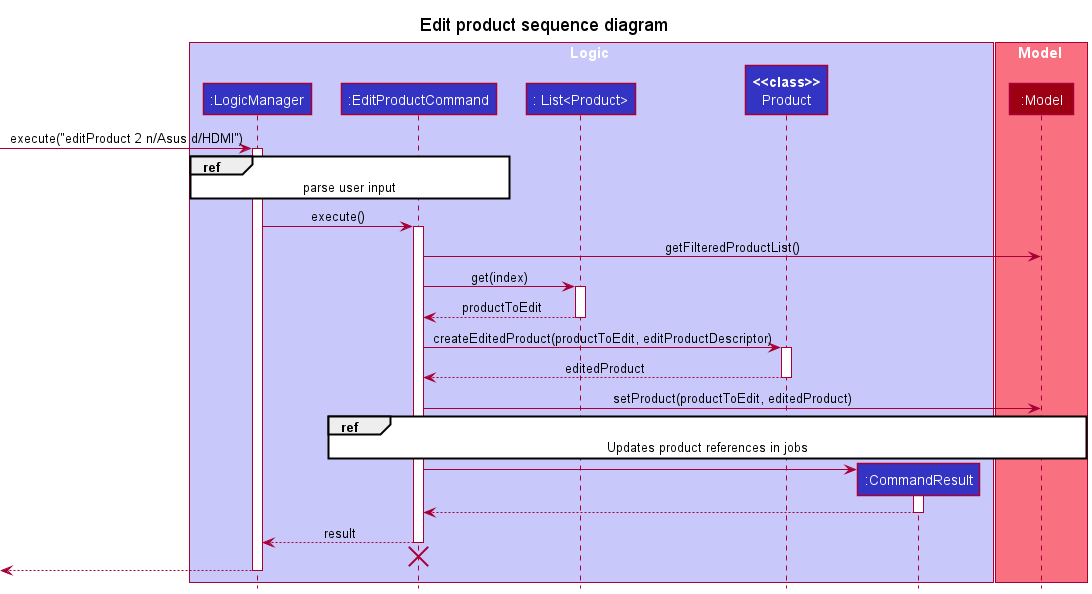 Edit product sequence diagram
Logic
Model
:LogicManager
:EditProductCommand
: List<Product>
<<class>>
Product
:Model
execute("editProduct 2 n/Asus d/HDMI")
ref
parse user input
execute()
getFilteredProductList()
get(index)
productToEdit
createEditedProduct(productToEdit, editProductDescriptor)
editedProduct
setProduct(productToEdit, editedProduct)
ref
Updates product references in jobs
:CommandResult
result